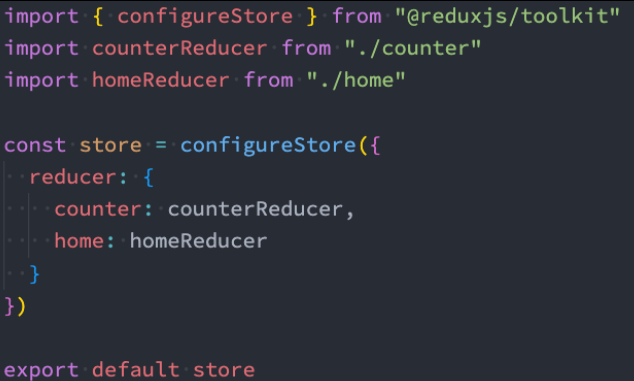 import { configureStore } from "@reduxjs/toolkit"
import counterReducer from "./counter"
import homeReducer from "./home"

const store = configureStore({
  reducer: {
    counter: counterReducer,
    home: homeReducer
  }
})

export default store